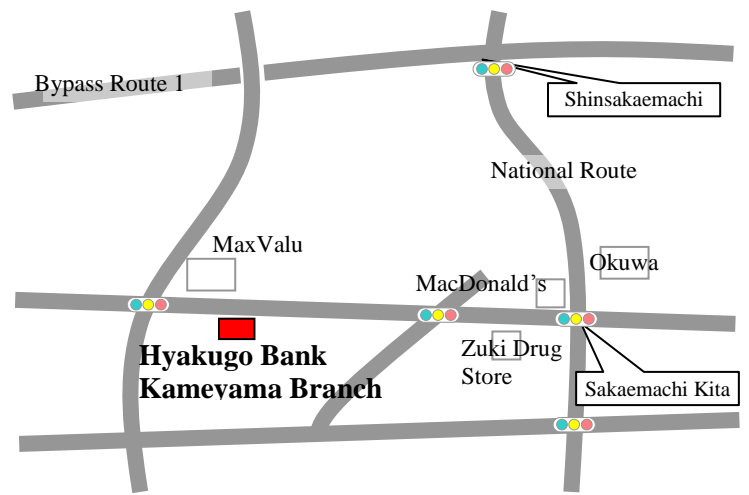 Bypass Route 1
Shinsakaemachi
National Route
MaxValu
Okuwa
MacDonald's
Hyakugo Bank
Kameyama Branch
Zuki Drug
Store
Sakaemachi Kita